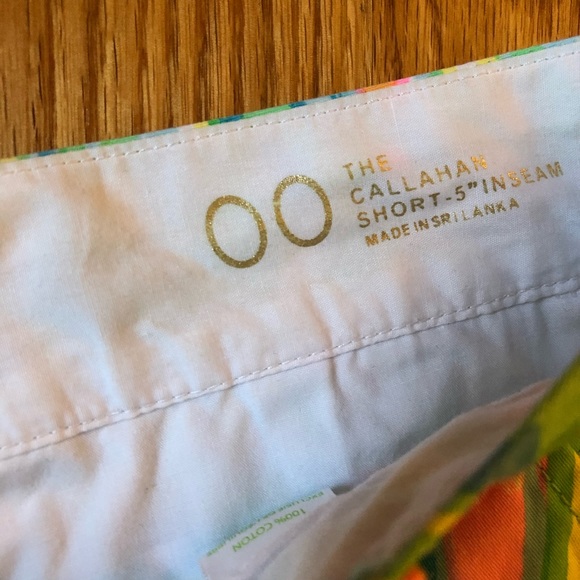 00
THE
CALLAHAN
SHORT-5" INSEAM
MADE IN SRI LANKA
100% COTTON